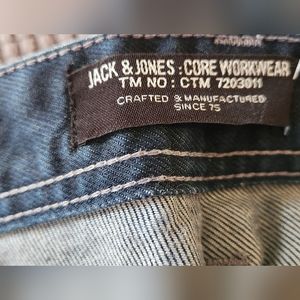 JACK & JONES : CORE WORKWEAR
TM NO : CTM 7203011
CRAFTED & MANUFACTURED
SINCE 75